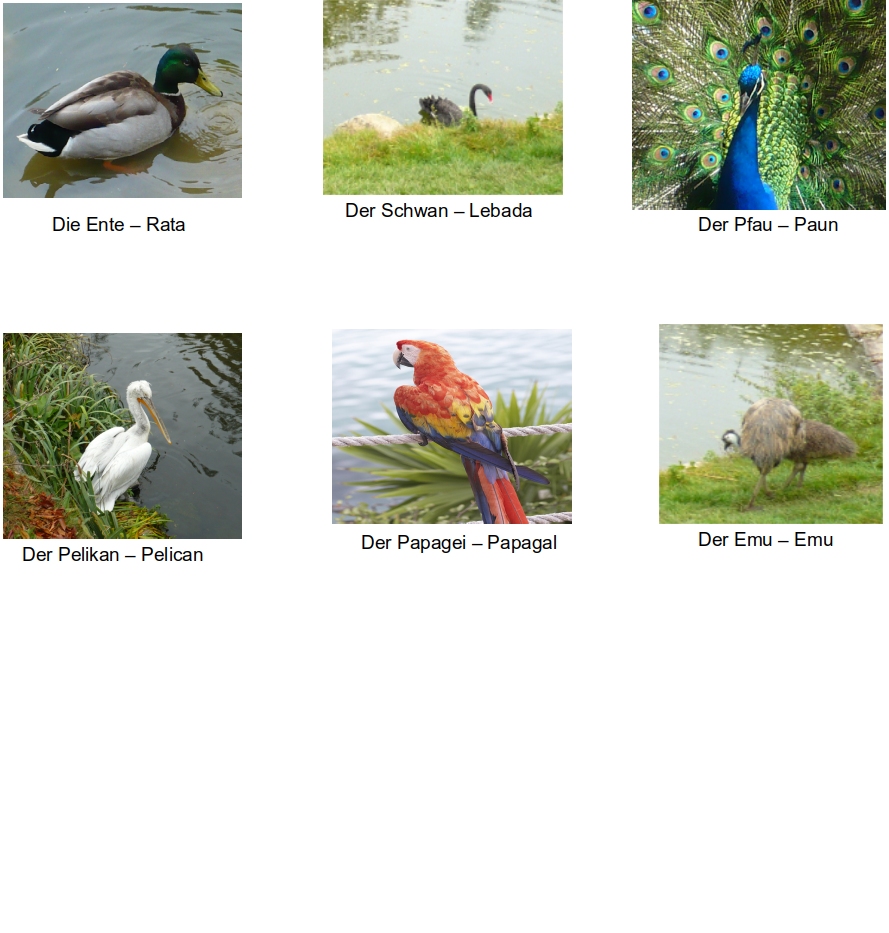 Die Ente – Rata
Der Schwan – Lebada
Der Pfau – Paun
Der Pelikan – Pelican
Der Papagei – Papagal
Der Emu – Emu